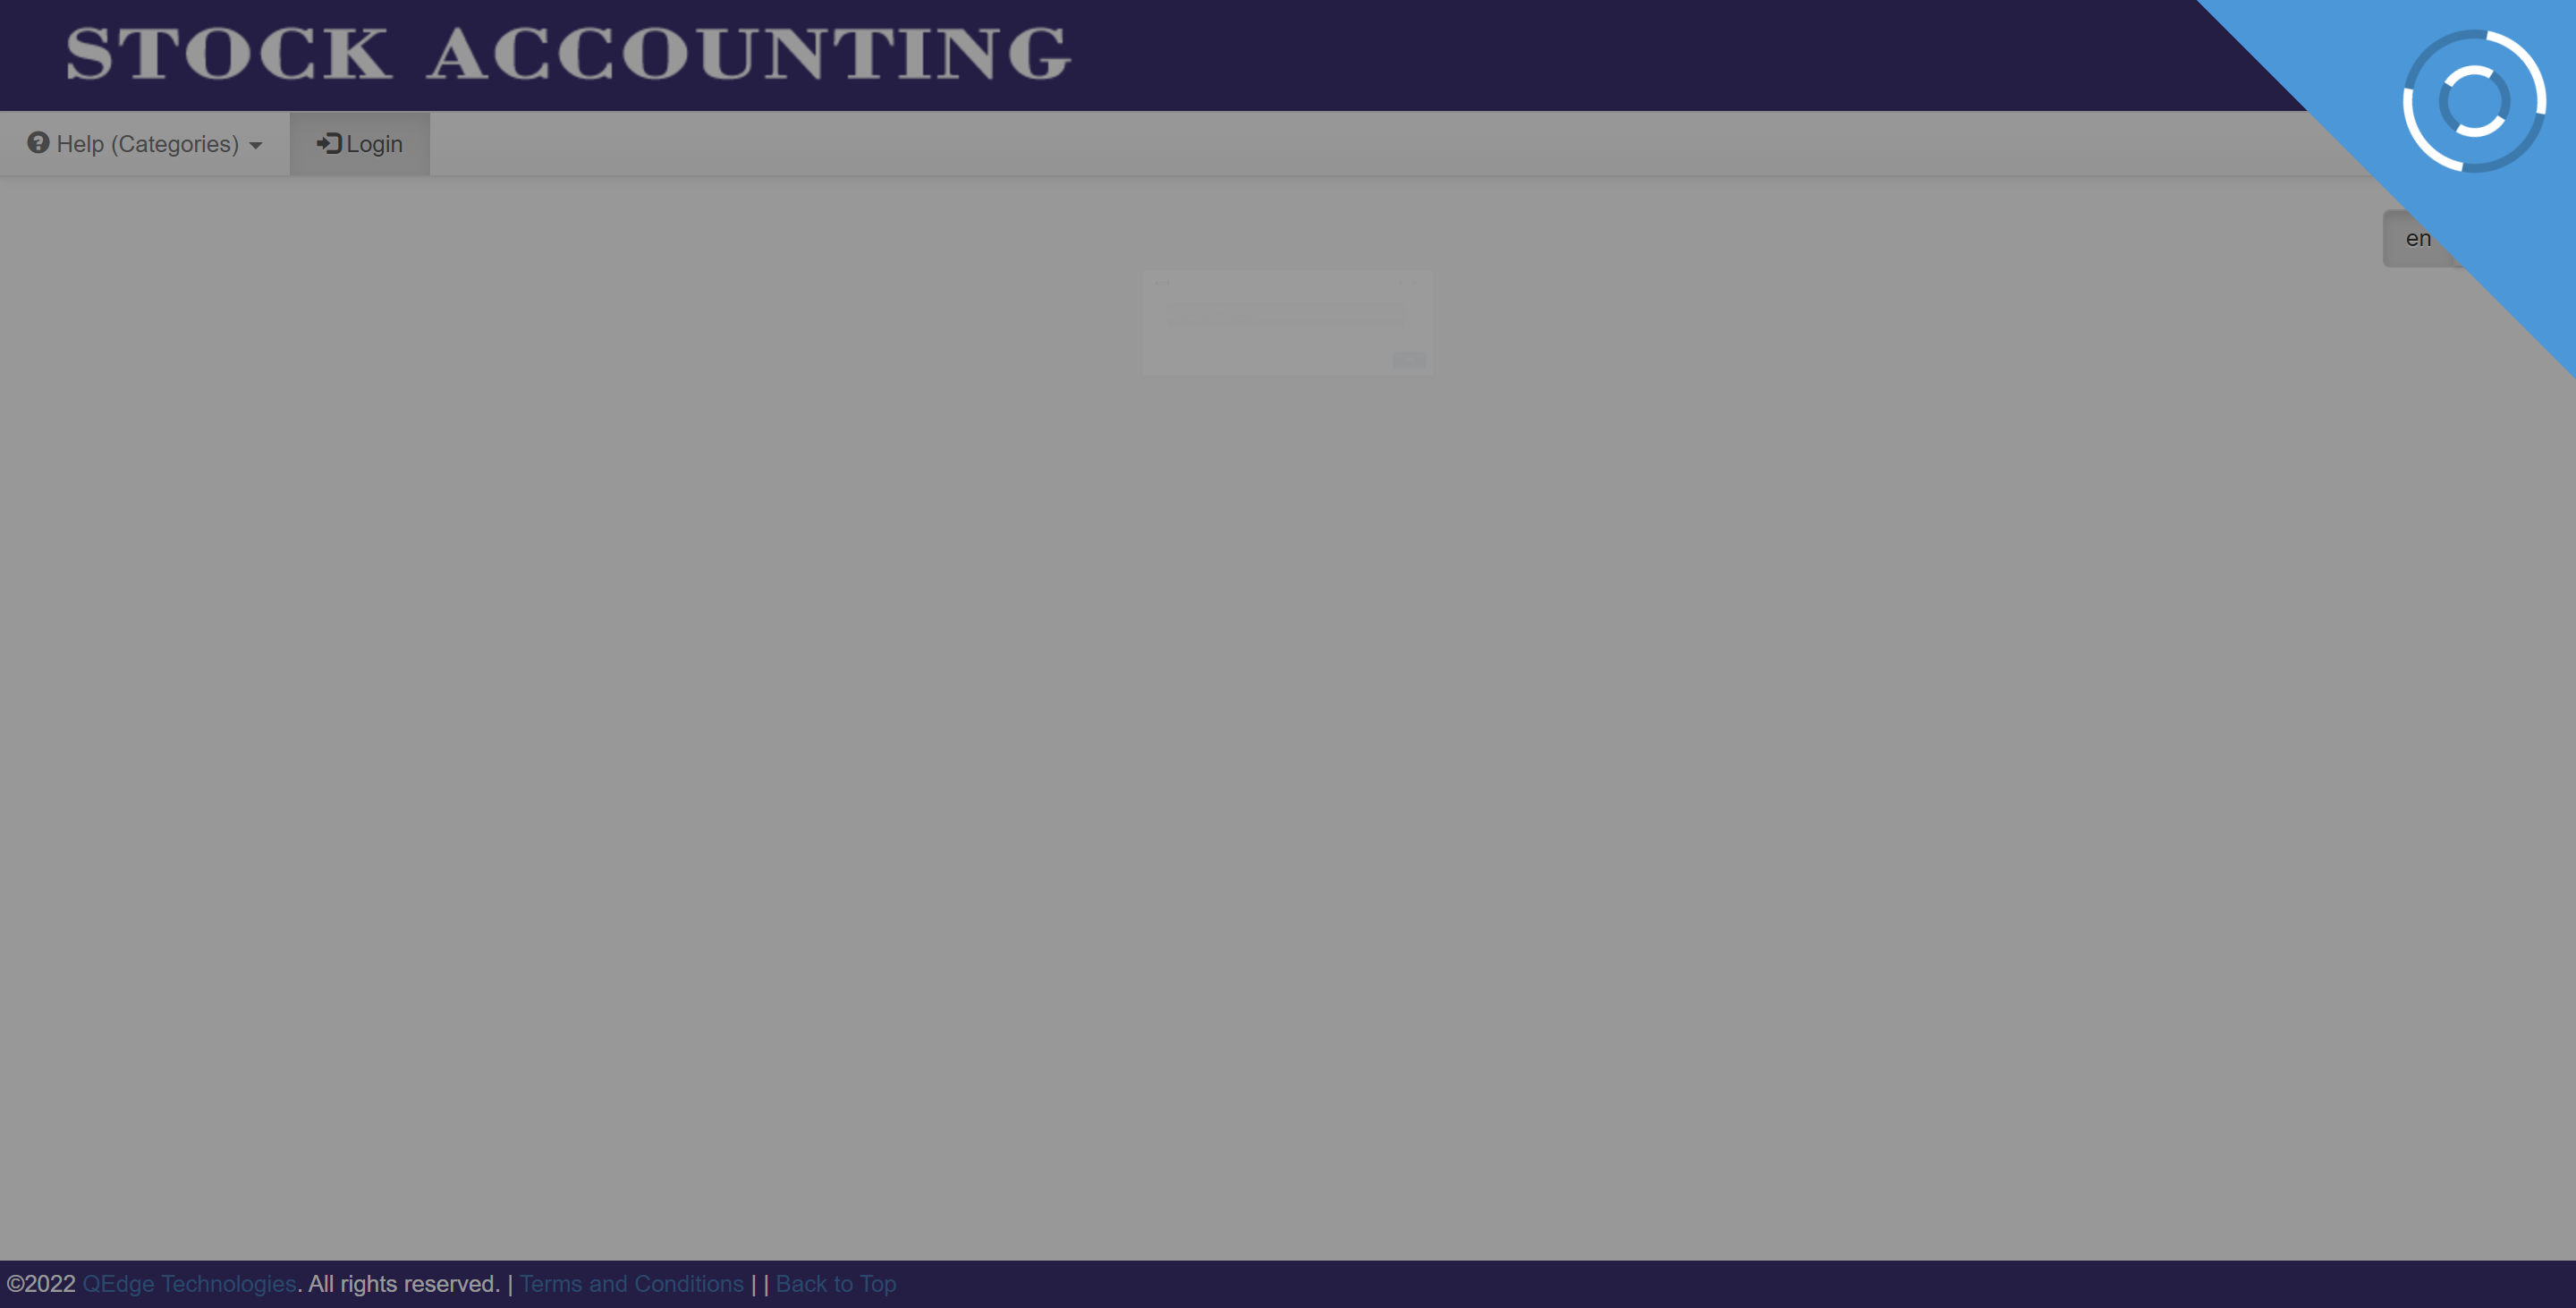 STOCK ACCOUNTING
Help (Categories)
Login
en
©2022 QEdge Technologies. All rights reserved. | Terms and Conditions | | Back to Top